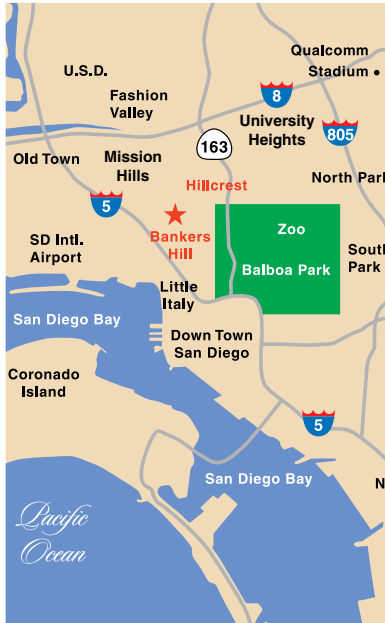 Qualcomm
Stadium
U.S.D.
8
Fashion
Valley
University
Heights
805
163
Old Town
Mission
Hills
Hillcrest
North Park
5
Zoo
Bankers
Hill
SD Intl.
Airport
South
Park
Balboa Park
Little
Italy
San Diego Bay
Down Town
San Diego
Coronado
Island
5
San Diego Bay
N
Pacific
Ocean